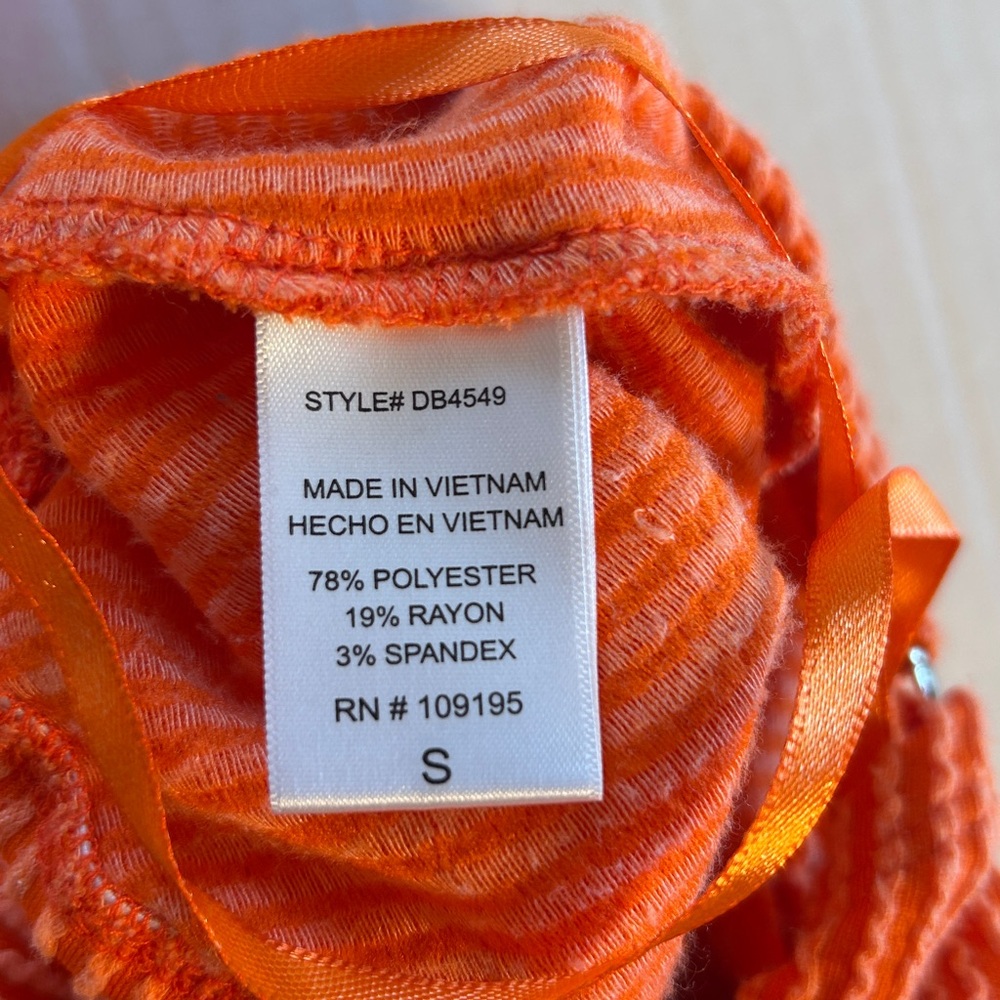 STYLE# DB4549
MADE IN VIETNAM
HECHO EN VIETNAM
78% POLYESTER
19% RAYON
3% SPANDEX
RN # 109195
S